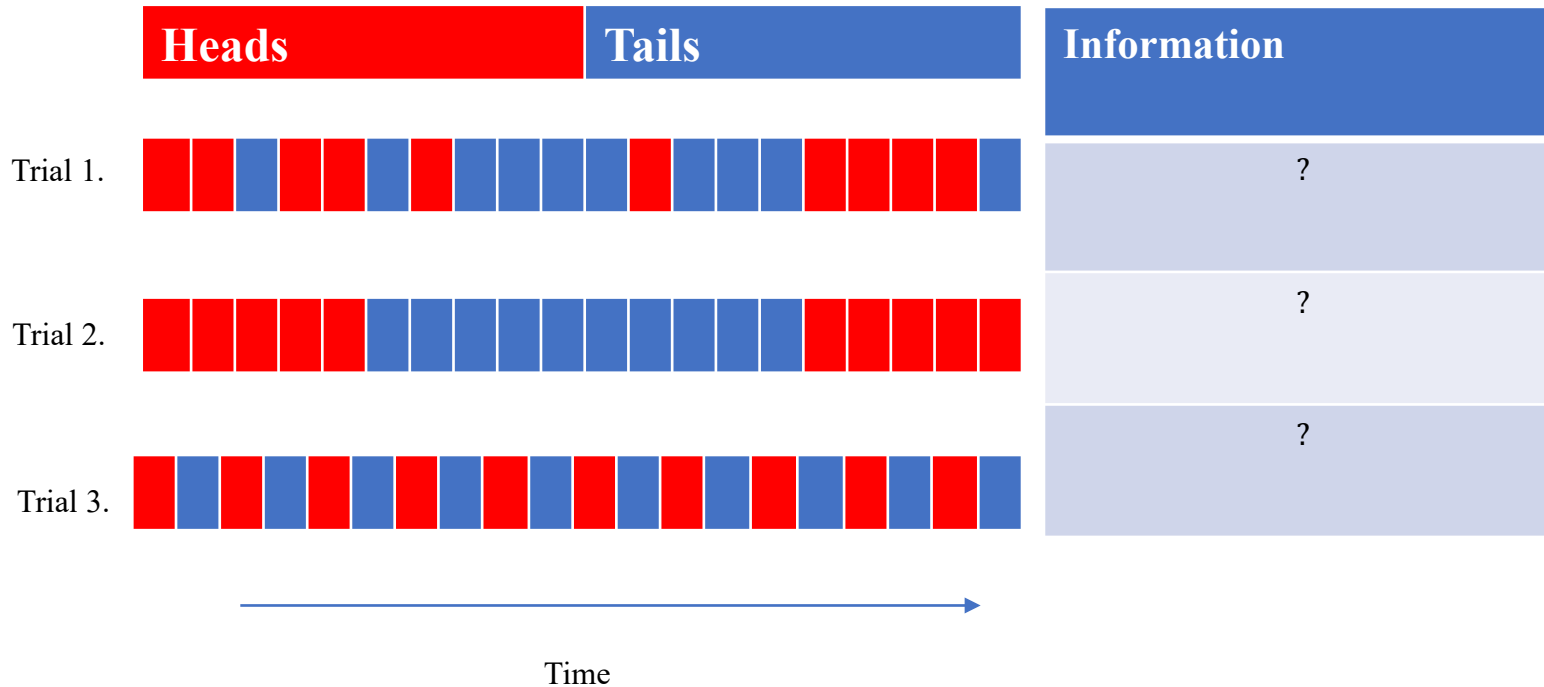 Heads Tails Information
Trial 1. ?
Trial 2. ?
Trial 3. ?
Time